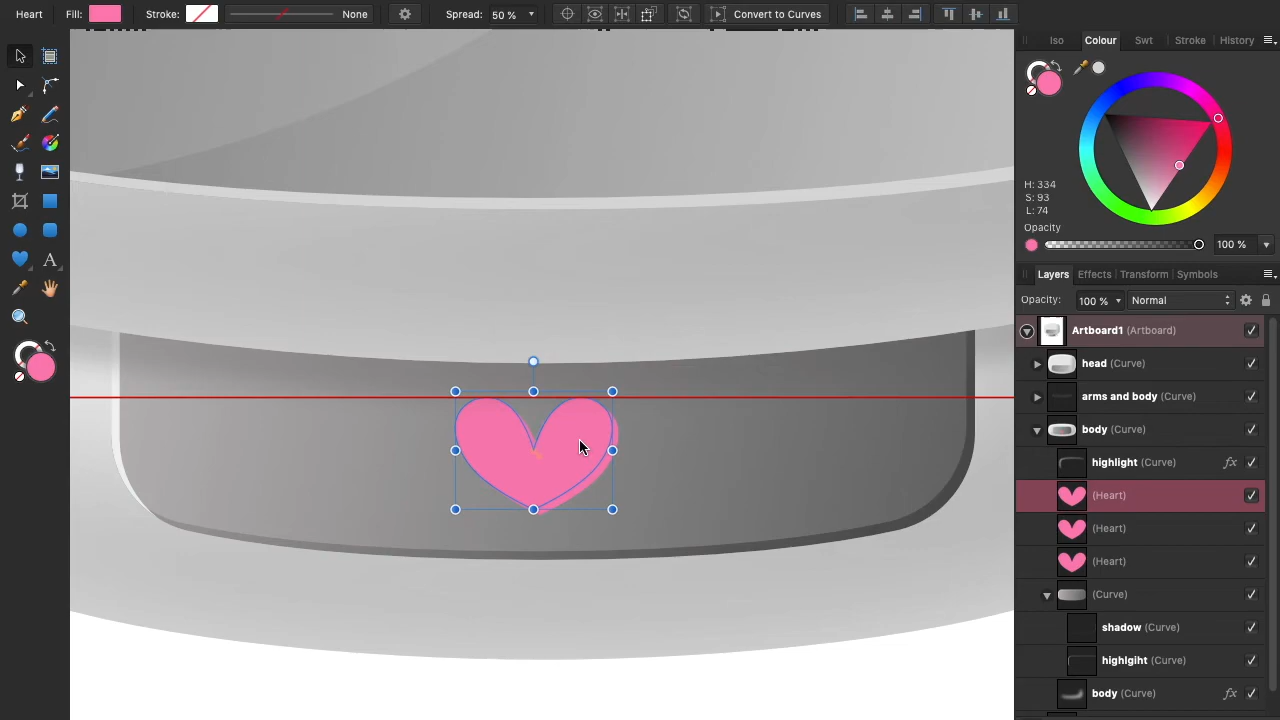 Heart Fill: Stroke: None Spread: 50 % Convert to Curves
Iso Colour Swt Stroke History
H: 334
S: 93
L: 74
Opacity
100 %
Layers Effects Transform Symbols
Opacity: 100 % Normal
Artboard1 (Artboard)
head (Curve)
arms and body (Curve)
body (Curve)
highlight (Curve) fx
(Heart)
(Heart)
(Heart)
(Curve)
shadow (Curve)
highlgiht (Curve)
body (Curve) fx
A